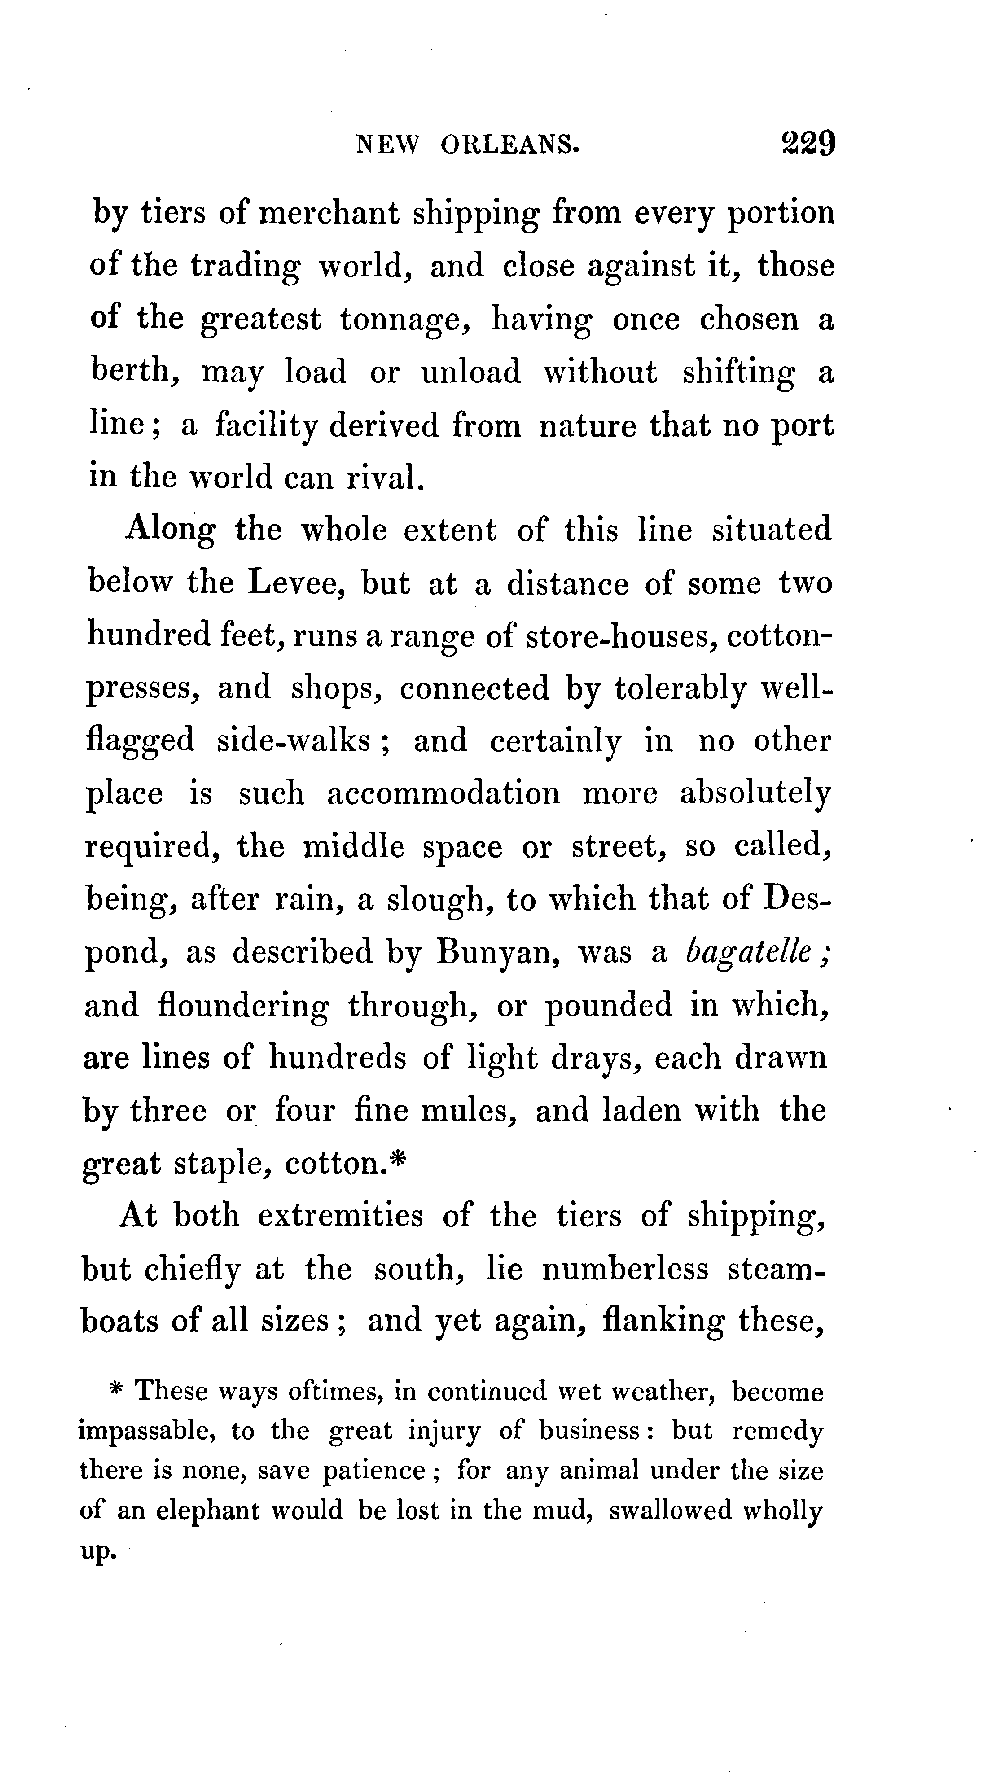 NEW ORLEANS. 229
by tiers of merchant shipping from every portion
of the trading world, and close against it, those
of the greatest tonnage, having once chosen a
berth, may load or unload without shifting a
line; a facility derived from nature that no port
in the world can rival.
Along the whole extent of this line situated
below the Levee, but at a distance of some two
hundred feet, runs a range of store-houses, cotton-
presses, and shops, connected by tolerably well-
flagged side-walks; and certainly in no other
place is such accommodation more absolutely
required, the middle space or street, so called,
being, after rain, a slough, to which that of Des-
pond, as described by Bunyan, was a bagatelle;
and floundering through, or pounded in which,
are lines of hundreds of light drays, each drawn
by three or four fine mules, and laden with the
great staple, cotton.*
At both extremities of the tiers of shipping,
but chiefly at the south, lie numberless steam-
boats of all sizes; and yet again, flanking these,
* These ways oftimes, in continued wet weather, become
impassable, to the great injury of business: but remedy
there is none, save patience; for any animal under the size
of an elephant would be lost in the mud, swallowed wholly
up.